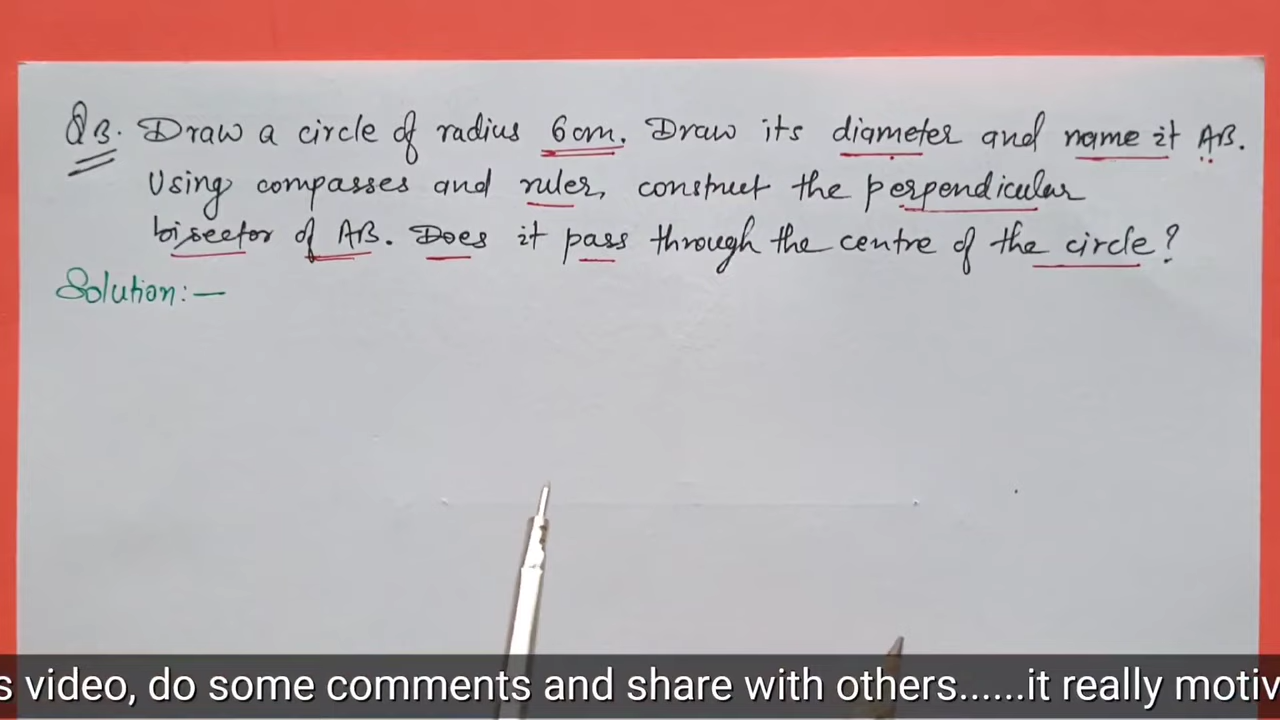 Q3. Draw a circle of radius 6cm. Draw its diameter and name it AB.
Using compasses and ruler, construct the perpendicular
bisector of AB. Does it pass through the centre of the circle?
Solution:—
s video, do some comments and share with others......it really motiv